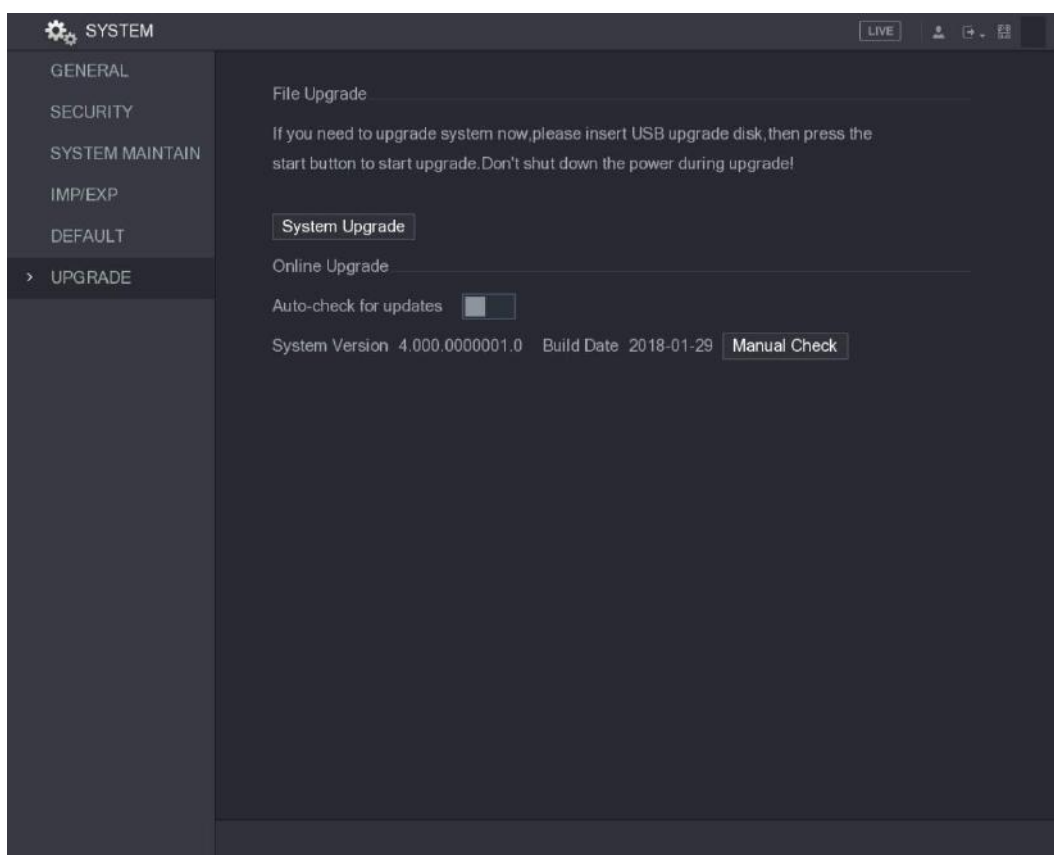 SYSTEM
LIVE
GENERAL
SECURITY
SYSTEM MAINTAIN
IMP/EXP
DEFAULT
> UPGRADE
File Upgrade
If you need to upgrade system now,please insert USB upgrade disk,then press the
start button to start upgrade.Don't shut down the power during upgrade!
System Upgrade
Online Upgrade
Auto-check for updates
System Version 4.000.0000001.0 Build Date 2018-01-29 Manual Check